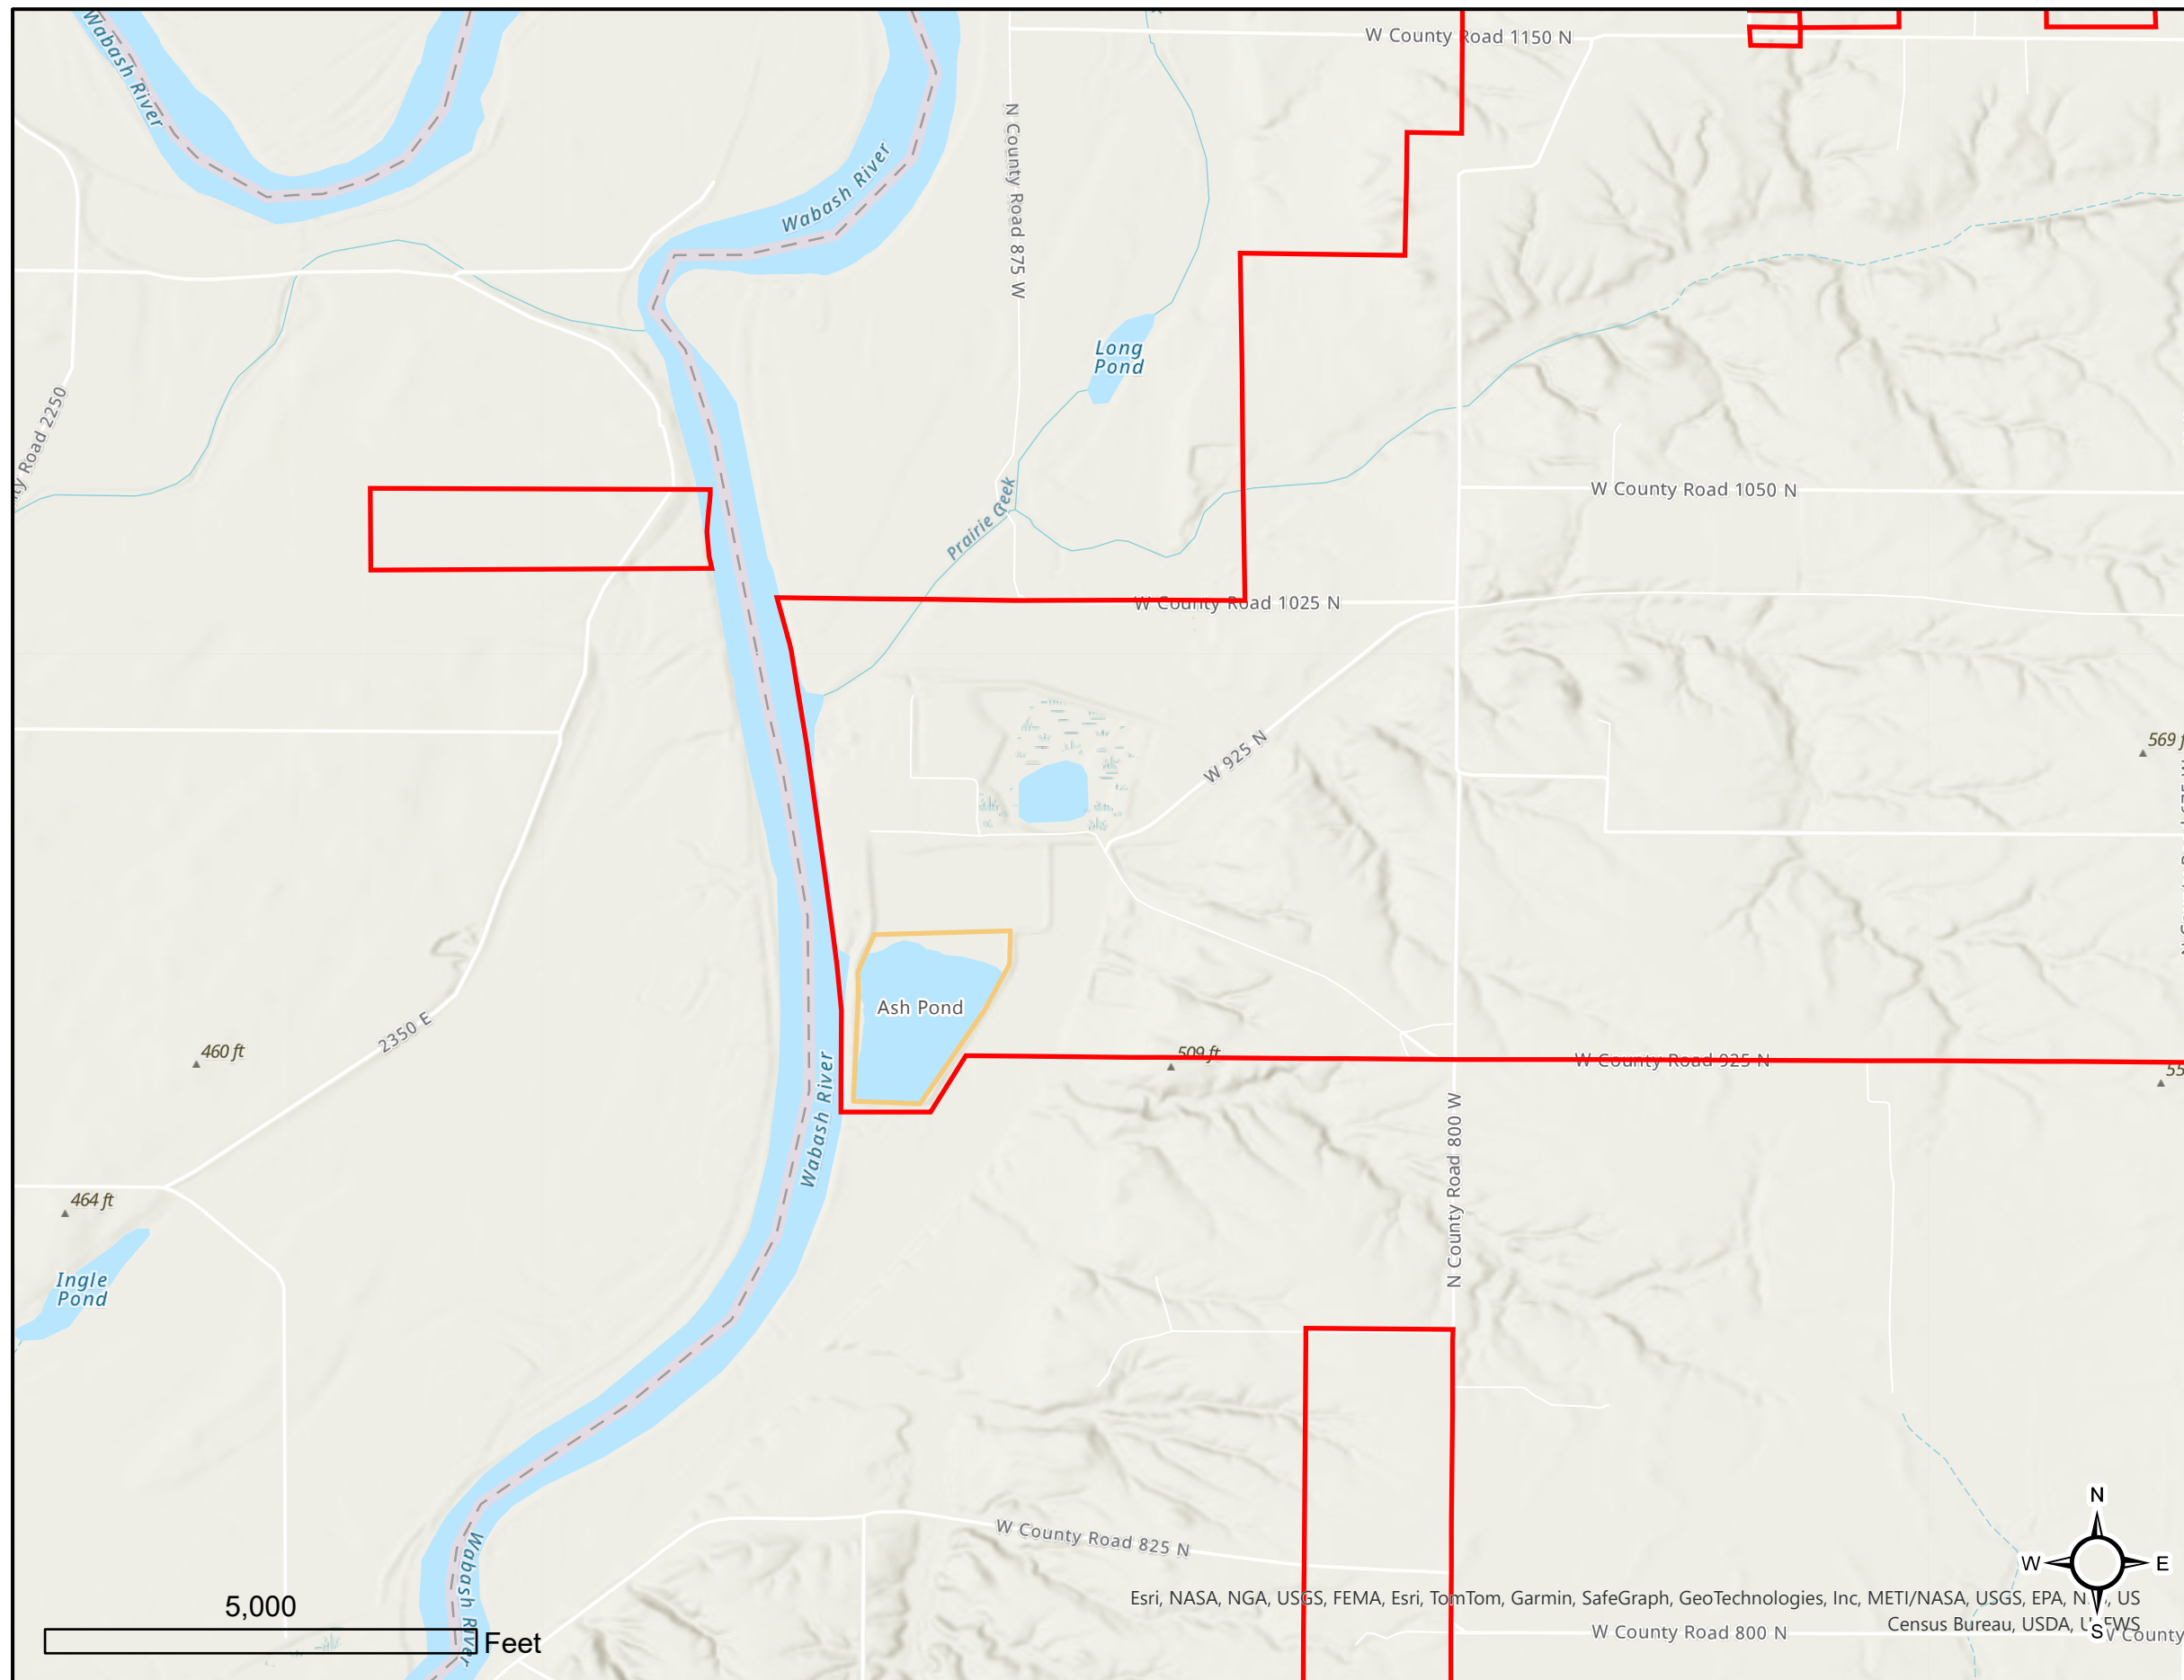 Wabash River
W County Road 1150 N
N County Road 875 W
Wabash River
Long
Pond
Road 2250
Prairie Creek
W County Road 1050 N
W County Road 1025 N
W 925 N
569 f
Ash Pond
2350 E
460 ft
509 ft
W County Road 925 N
55
Wabash River
N County Road 800 W
464 ft
Ingle
Pond
N
W E
S
W County Road 825 N
Wabash River
5,000
Feet
Esri, NASA, NGA, USGS, FEMA, Esri, TomTom, Garmin, SafeGraph, GeoTechnologies, Inc, METI/NASA, USGS, EPA, US
Census Bureau, USDA,
W County Road 800 N
W County